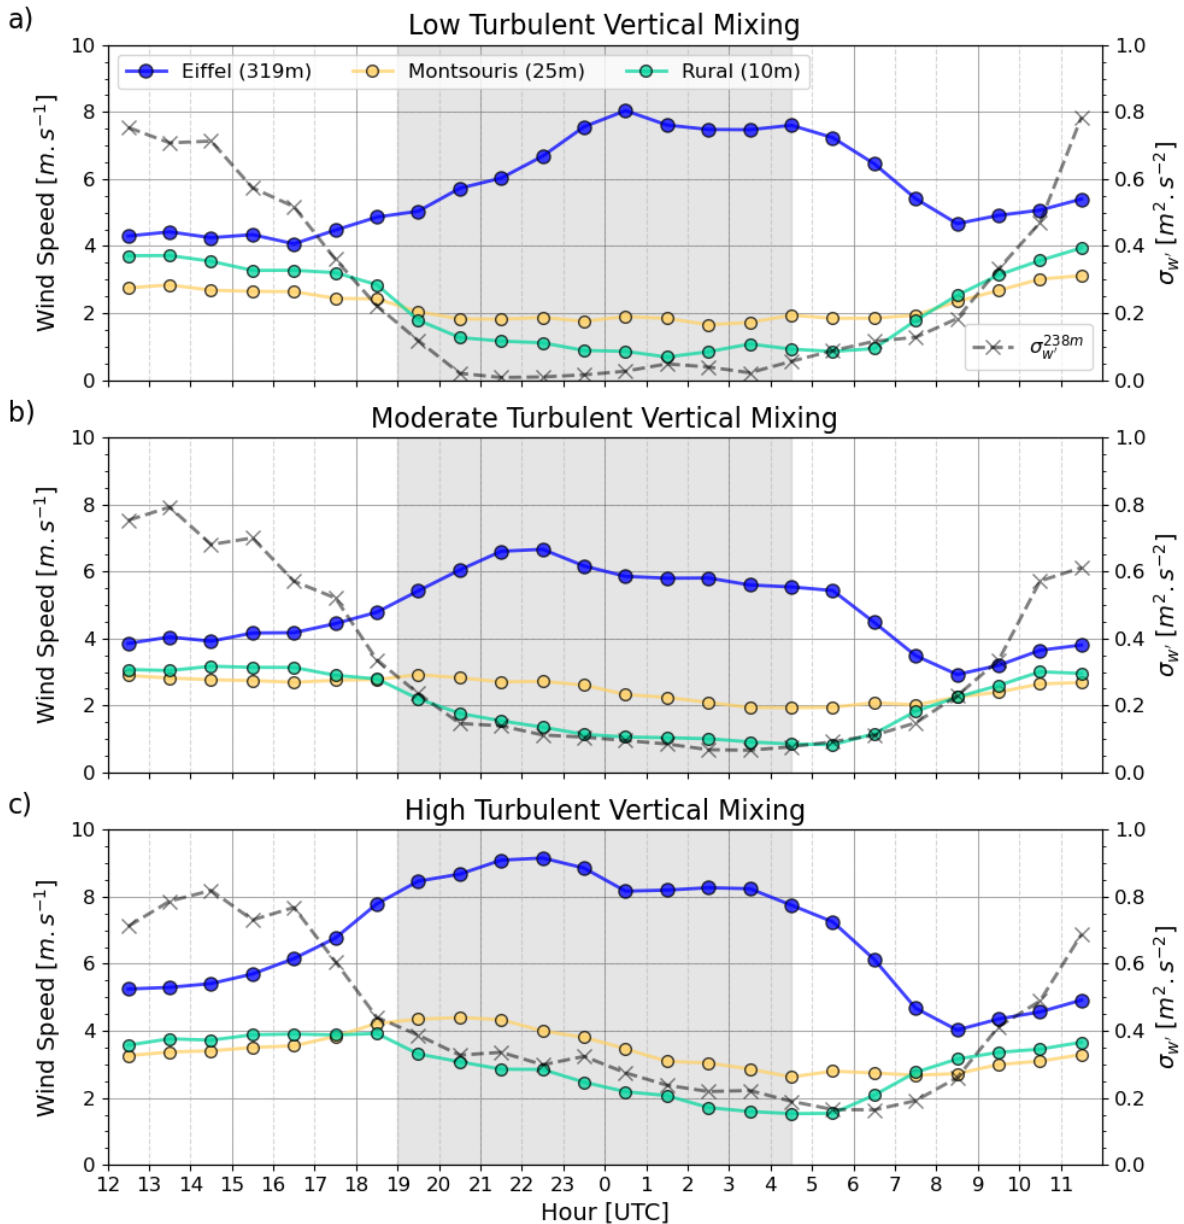 a)
Low Turbulent Vertical Mixing
Eiffel (319m) Montsouris (25m) Rural (10m)
Wind Speed [m. s⁻¹]
10
8
6
4
2
0
1.0
0.8
0.6
0.4
0.2
0.0
σ_w' [m². s⁻²]
σ_w'^238m
b)
Moderate Turbulent Vertical Mixing
Wind Speed [m. s⁻¹]
10
8
6
4
2
0
1.0
0.8
0.6
0.4
0.2
0.0
σ_w' [m². s⁻²]
c)
High Turbulent Vertical Mixing
Wind Speed [m. s⁻¹]
10
8
6
4
2
0
1.0
0.8
0.6
0.4
0.2
0.0
σ_w' [m². s⁻²]
12 13 14 15 16 17 18 19 20 21 22 23 0 1 2 3 4 5 6 7 8 9 10 11
Hour [UTC]